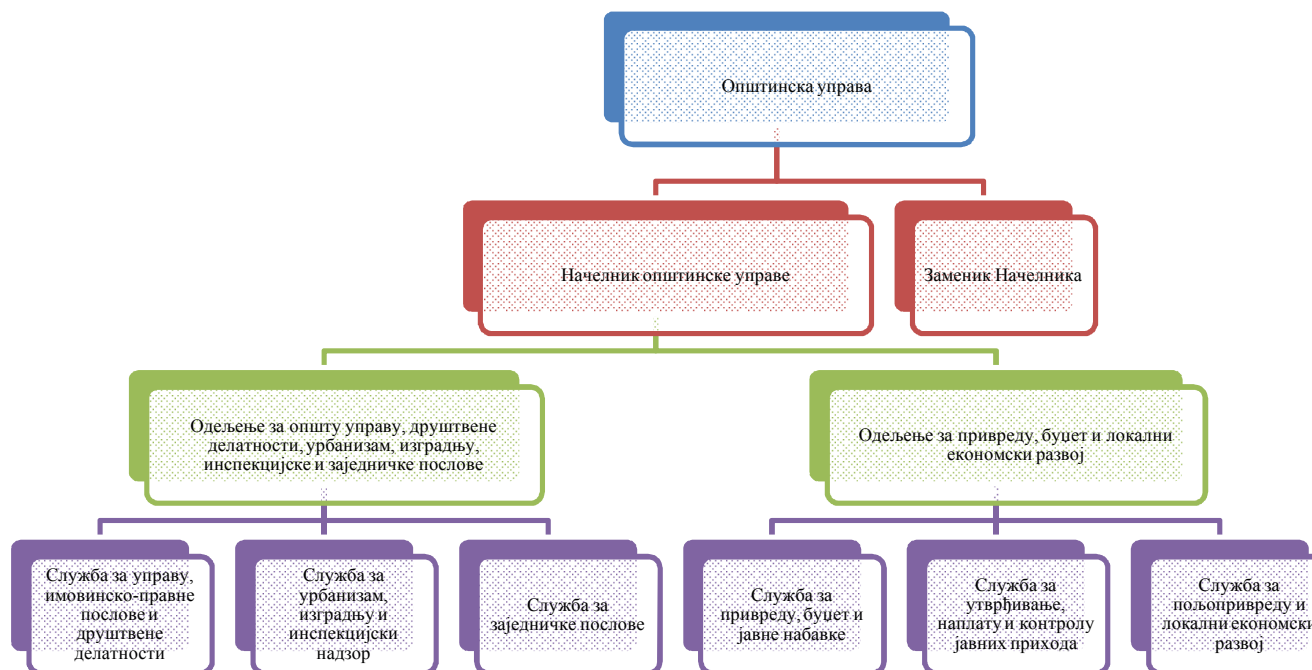 Општинска управа
Начелник општинске управе
Заменик Начелника
Одељење за општу управу, друштвене
делатности, урбанизам, изградњу,
инспекцијске и заједничке послове
Одељење за привреду, буџет и локални
економски развој
Служба за управу,
имовинско-правне
послове и
друштвене
делатности
Служба за
урбанизам,
изградњу и
инспекцијски
надзор
Служба за
заједничке послове
Служба за
привреду, буџет и
јавне набавке
Служба за
утврђивање,
наплату и контролу
јавних прихода
Служба за
пољопривреду и
локални економски
развој